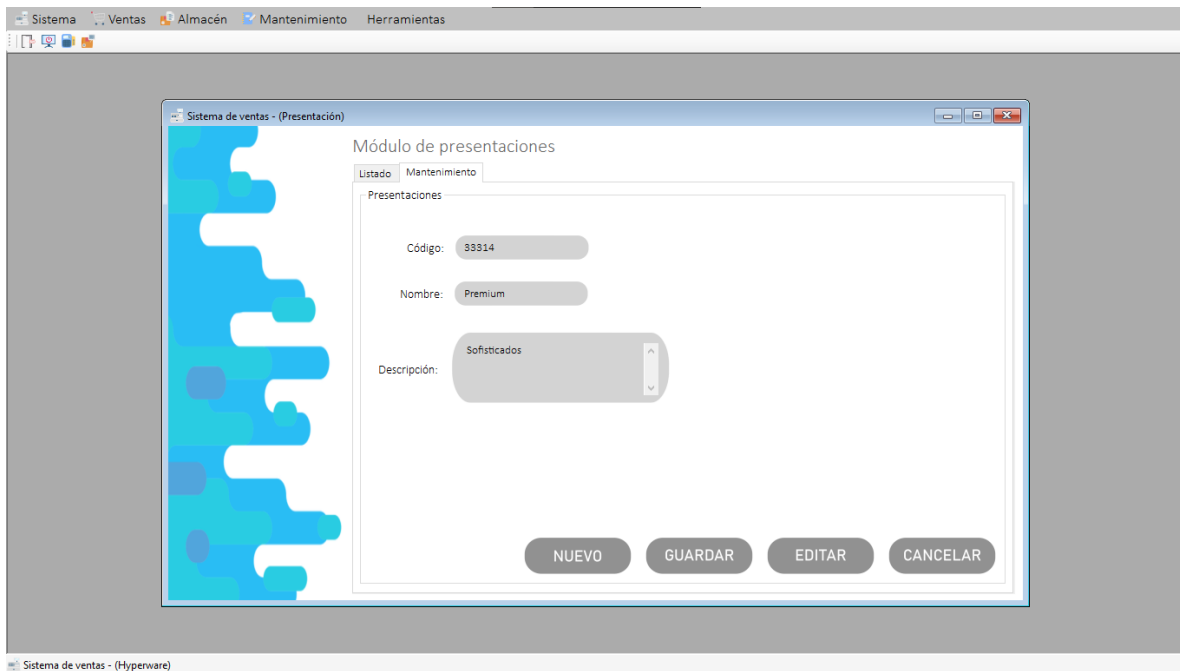 Sistema Ventas Almacén Mantenimiento Herramientas
Sistema de ventas - (Presentación)
Módulo de presentaciones
Listado Mantenimiento
Presentaciones
Código: 33314
Nombre: Premium
Descripción: Sofisticados
NUEVO GUARDAR EDITAR CANCELAR
Sistema de ventas - (Hyperware)